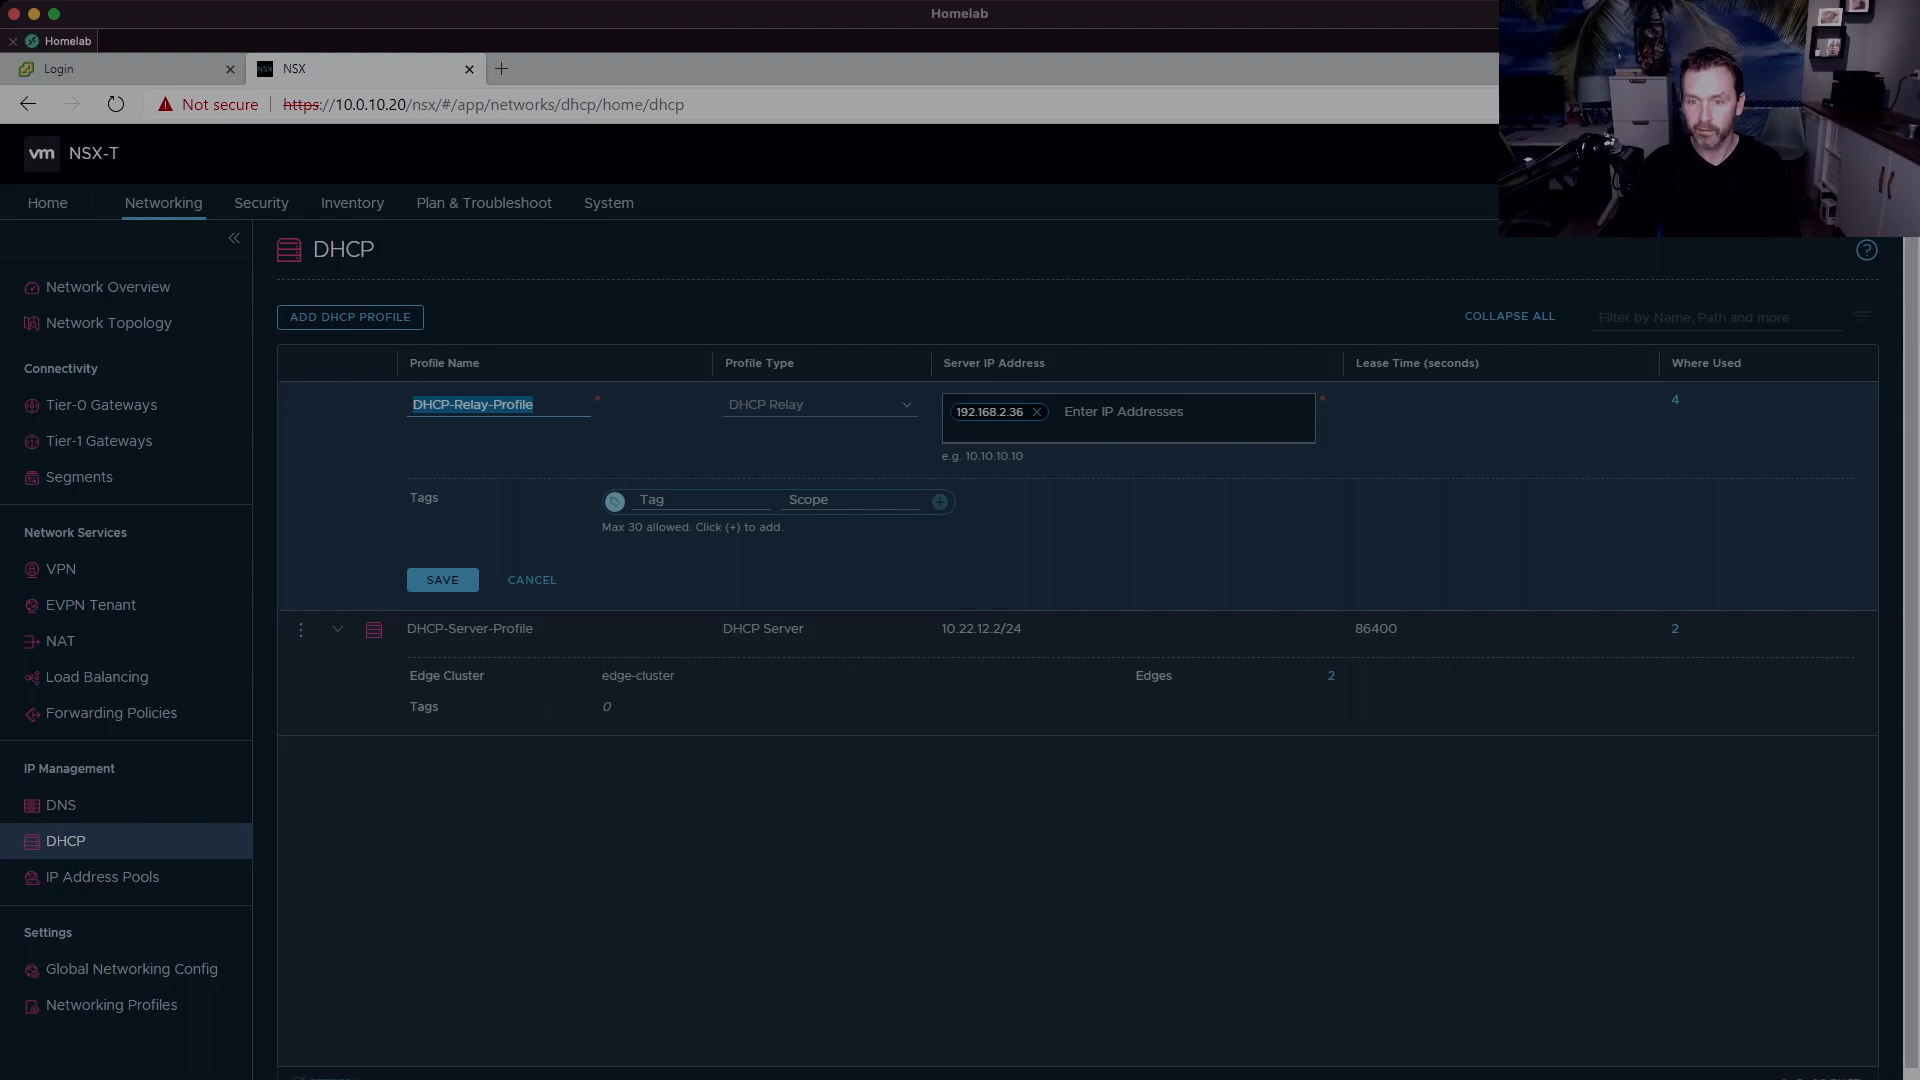 Homelab
Homelab
Login
NSX
Not secure
https://10.0.10.20/nsx/#/app/networks/dhcp/home/dhcp
vm NSX-T
Home
Networking
Security
Inventory
Plan & Troubleshoot
System
Network Overview
Network Topology
Connectivity
Tier-0 Gateways
Tier-1 Gateways
Segments
Network Services
VPN
EVPN Tenant
NAT
Load Balancing
Forwarding Policies
IP Management
DNS
DHCP
IP Address Pools
Settings
Global Networking Config
Networking Profiles
DHCP
ADD DHCP PROFILE
COLLAPSE ALL
Filter by Name, Path and more
Profile Name
Profile Type
Server IP Address
Lease Time (seconds)
Where Used
DHCP-Relay-Profile *
DHCP Relay
192.168.2.36
Enter IP Addresses
*
4
e.g. 10.10.10.10
Tags
Tag
Scope
Max 30 allowed. Click (+) to add.
SAVE
CANCEL
DHCP-Server-Profile
DHCP Server
10.22.12.2/24
86400
2
Edge Cluster
edge-cluster
Edges
2
Tags
0